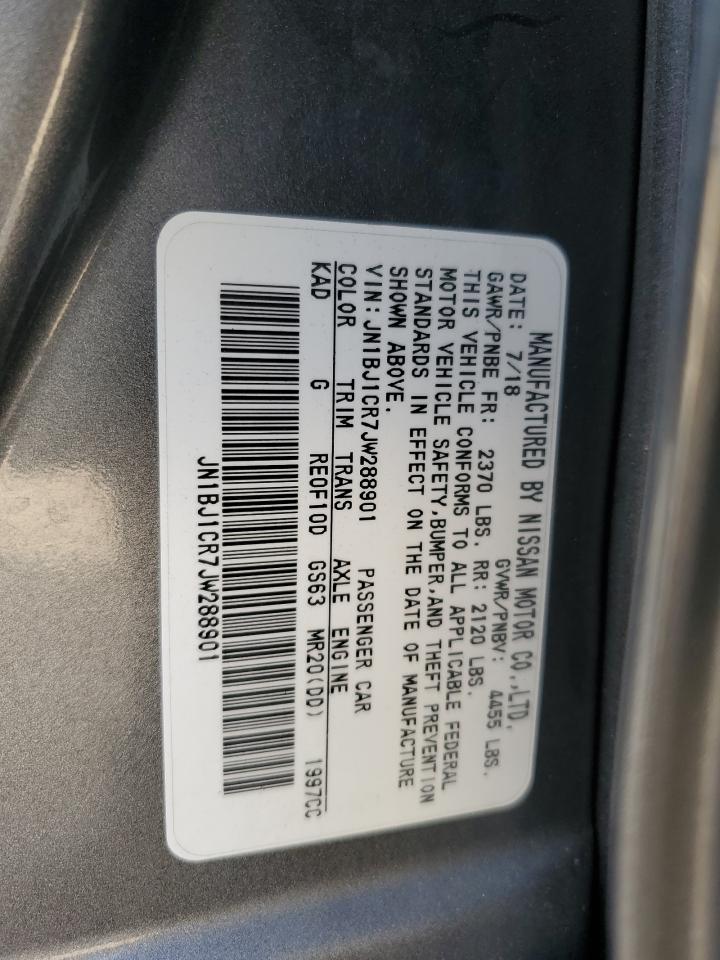 MANUFACTURED BY NISSAN MOTOR CO.,LTD.
DATE: 7/18 GVWR/PNBV: 4455 LBS.
GAWR/PNBE FR: 2370 LBS. RR: 2120 LBS.
THIS VEHICLE CONFORMS TO ALL APPLICABLE FEDERAL
MOTOR VEHICLE SAFETY,BUMPER,AND THEFT PREVENTION
STANDARDS IN EFFECT ON THE DATE OF MANUFACTURE
SHOWN ABOVE.
VIN:JN1BJ1CR7JW288901 PASSENGER CAR
COLOR TRIM TRANS AXLE ENGINE
KAD G RE0F10D GS63 MR20(DD) 1997CC
JN1BJ1CR7JW288901